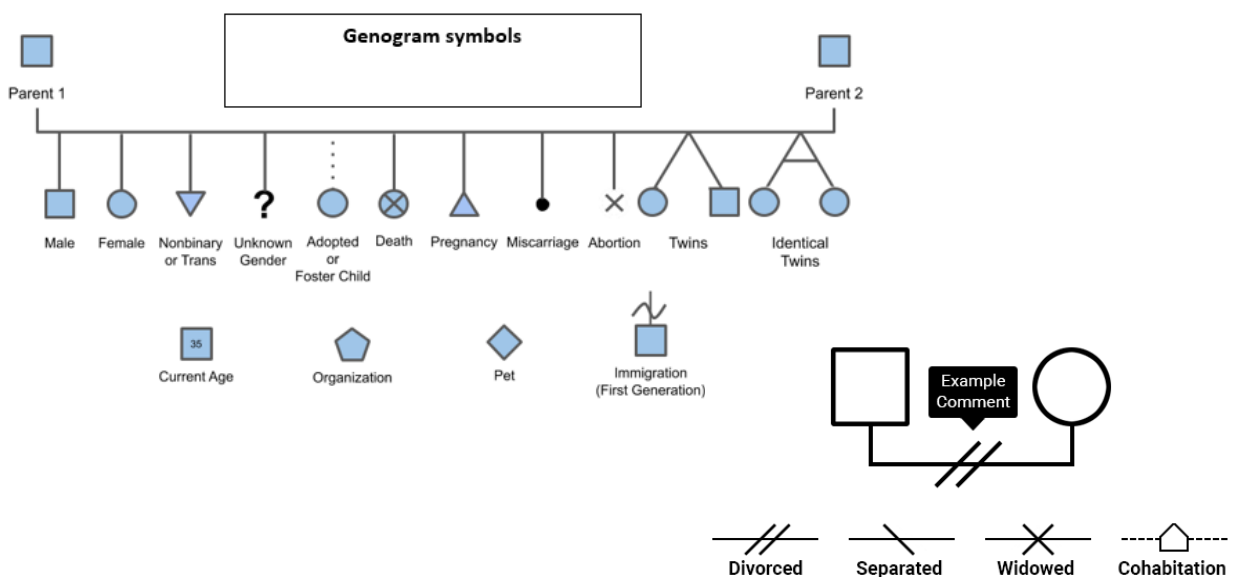 Genogram symbols
Parent 1
Parent 2
?
Male
Female
Nonbinary
or Trans
Unknown
Gender
Adopted
or
Foster Child
Death
Pregnancy
Miscarriage
Abortion
Twins
Identical
Twins
35
Current Age
Organization
Pet
Immigration
(First Generation)
Example
Comment
Divorced
Separated
Widowed
Cohabitation